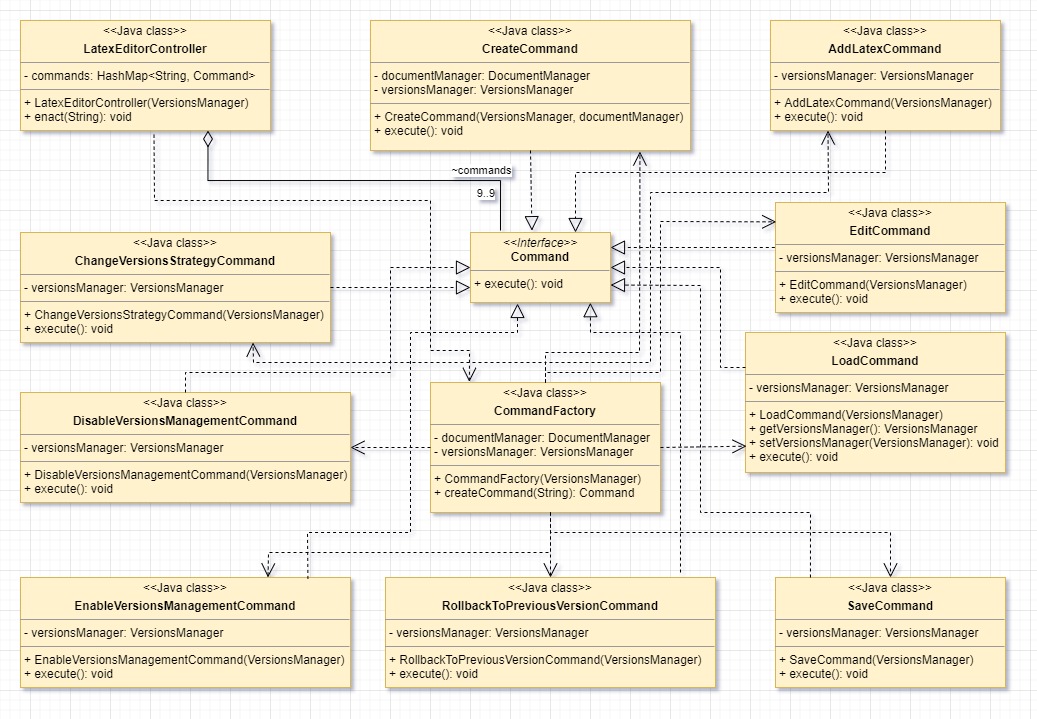 <<Java class>>
LatexEditorController
- commands: HashMap<String, Command>
+ LatexEditorController(VersionsManager)
+ enact(String): void
<<Java class>>
CreateCommand
- documentManager: DocumentManager
- versionsManager: VersionsManager
+ CreateCommand(VersionsManager, documentManager)
+ execute(): void
<<Java class>>
AddLatexCommand
- versionsManager: VersionsManager
+ AddLatexCommand(VersionsManager)
+ execute(): void
~commands
9..9
<<Java class>>
ChangeVersionsStrategyCommand
- versionsManager: VersionsManager
+ ChangeVersionsStrategyCommand(VersionsManager)
+ execute(): void
<<Interface>>
Command
+ execute(): void
<<Java class>>
EditCommand
- versionsManager: VersionsManager
+ EditCommand(VersionsManager)
+ execute(): void
<<Java class>>
LoadCommand
- versionsManager: VersionsManager
+ LoadCommand(VersionsManager)
+ getVersionsManager(): VersionsManager
+ setVersionsManager(VersionsManager): void
+ execute(): void
<<Java class>>
DisableVersionsManagementCommand
- versionsManager: VersionsManager
+ DisableVersionsManagementCommand(VersionsManager)
+ execute(): void
<<Java class>>
CommandFactory
- documentManager: DocumentManager
- versionsManager: VersionsManager
+ CommandFactory(VersionsManager)
+ createCommand(String): Command
<<Java class>>
EnableVersionsManagementCommand
- versionsManager: VersionsManager
+ EnableVersionsManagementCommand(VersionsManager)
+ execute(): void
<<Java class>>
RollbackToPreviousVersionCommand
- versionsManager: VersionsManager
+ RollbackToPreviousVersionCommand(VersionsManager)
+ execute(): void
<<Java class>>
SaveCommand
- versionsManager: VersionsManager
+ SaveCommand(VersionsManager)
+ execute(): void